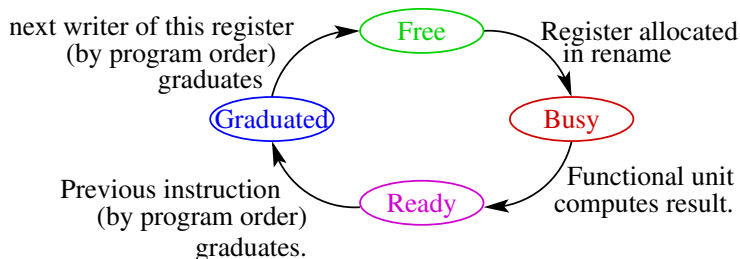 next writer of this register
(by program order)
graduates
Free
Register allocated
in rename
Graduated
Busy
Previous instruction
(by program order)
graduates.
Ready
Functional unit
computes result.